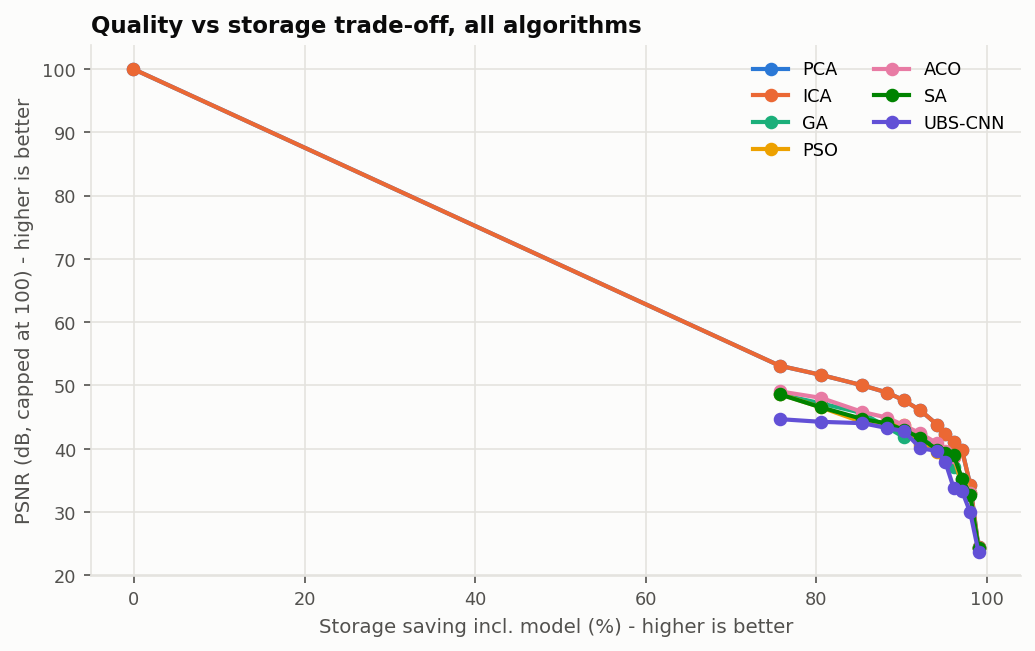 Quality vs storage trade-off, all algorithms
PSNR (dB, capped at 100) - higher is better
100
90
80
70
60
50
40
30
20
0
20
40
60
80
100
Storage saving incl. model (%) - higher is better
PCA
ICA
GA
PSO
ACO
SA
UBS-CNN